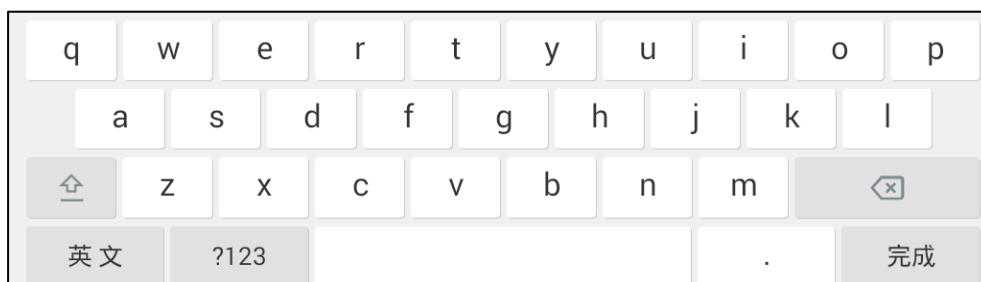 q w e r t y u i o p
a s d f g h j k l
z x c v b n m
英文 ?123 . 完成